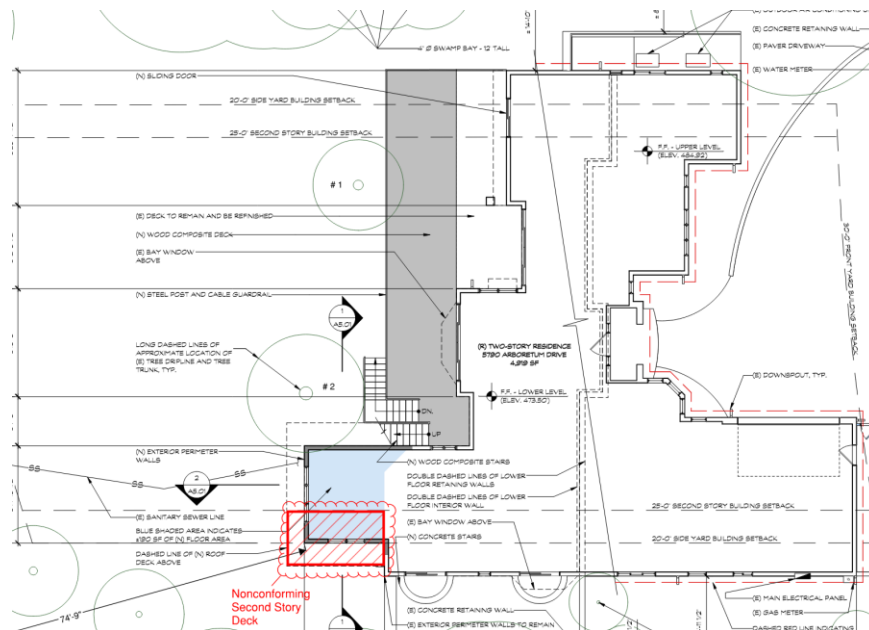 4' Ø SWAMP BAY - 12 TALL
(E) CONCRETE RETAINING WALL
(E) PAVER DRIVEWAY
(E) WATER METER
(N) SLIDING DOOR
20'-0" SIDE YARD BUILDING SETBACK
25'-0" SECOND STORY BUILDING SETBACK
F.F. - UPPER LEVEL
(ELEV. 484.82)
# 1
(E) DECK TO REMAIN AND BE REFINISHED
(N) WOOD COMPOSITE DECK
(E) BAY WINDOW
ABOVE
30'-0" FRONT YARD BUILDING SETBACK
(N) STEEL POST AND CABLE GUARDRAIL
1
A5.01
LONG DASHED LINES OF
APPROXIMATE LOCATION OF
(E) TREE DRIPLINE AND TREE
TRUNK, TYP.
(R) TWO-STORY RESIDENCE
5790 ARBORETUM DRIVE
4,919 SF
# 2
F.F. - LOWER LEVEL
(ELEV. 473.50)
(E) DOWNSPOUT, TYP.
DN.
UP
(N) EXTERIOR PERIMETER
WALLS
SS
SS
2
A5.01
(N) WOOD COMPOSITE STAIRS
DOUBLE DASHED LINES OF LOWER
FLOOR RETAINING WALLS
DOUBLE DASHED LINES OF LOWER
FLOOR INTERIOR WALL
(E) SANITARY SEWER LINE
BLUE SHADED AREA INDICATES
±190 SF OF (N) FLOOR AREA
DASHED LINE OF (N) ROOF
DECK ABOVE
(E) BAY WINDOW ABOVE
(N) CONCRETE STAIRS
25'-0" SECOND STORY BUILDING SETBACK
20'-0" SIDE YARD BUILDING SETBACK
Nonconforming
Second Story
Deck
74'-9"
1
(E) CONCRETE RETAINING WALL
(E) EXTERIOR PERIMETER WALLS TO REMAIN
(E) MAIN ELECTRICAL PANEL
(E) GAS METER
DASHED RED LINE INDICATING